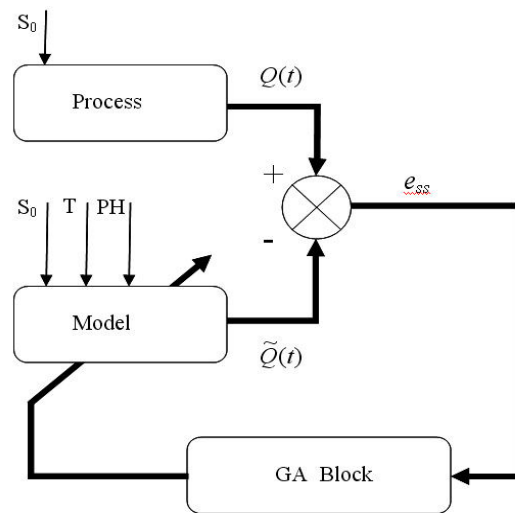 S₀
Process
Q(t)
+
e_ss
S₀ T PH
-
Model
Q̃(t)
GA Block